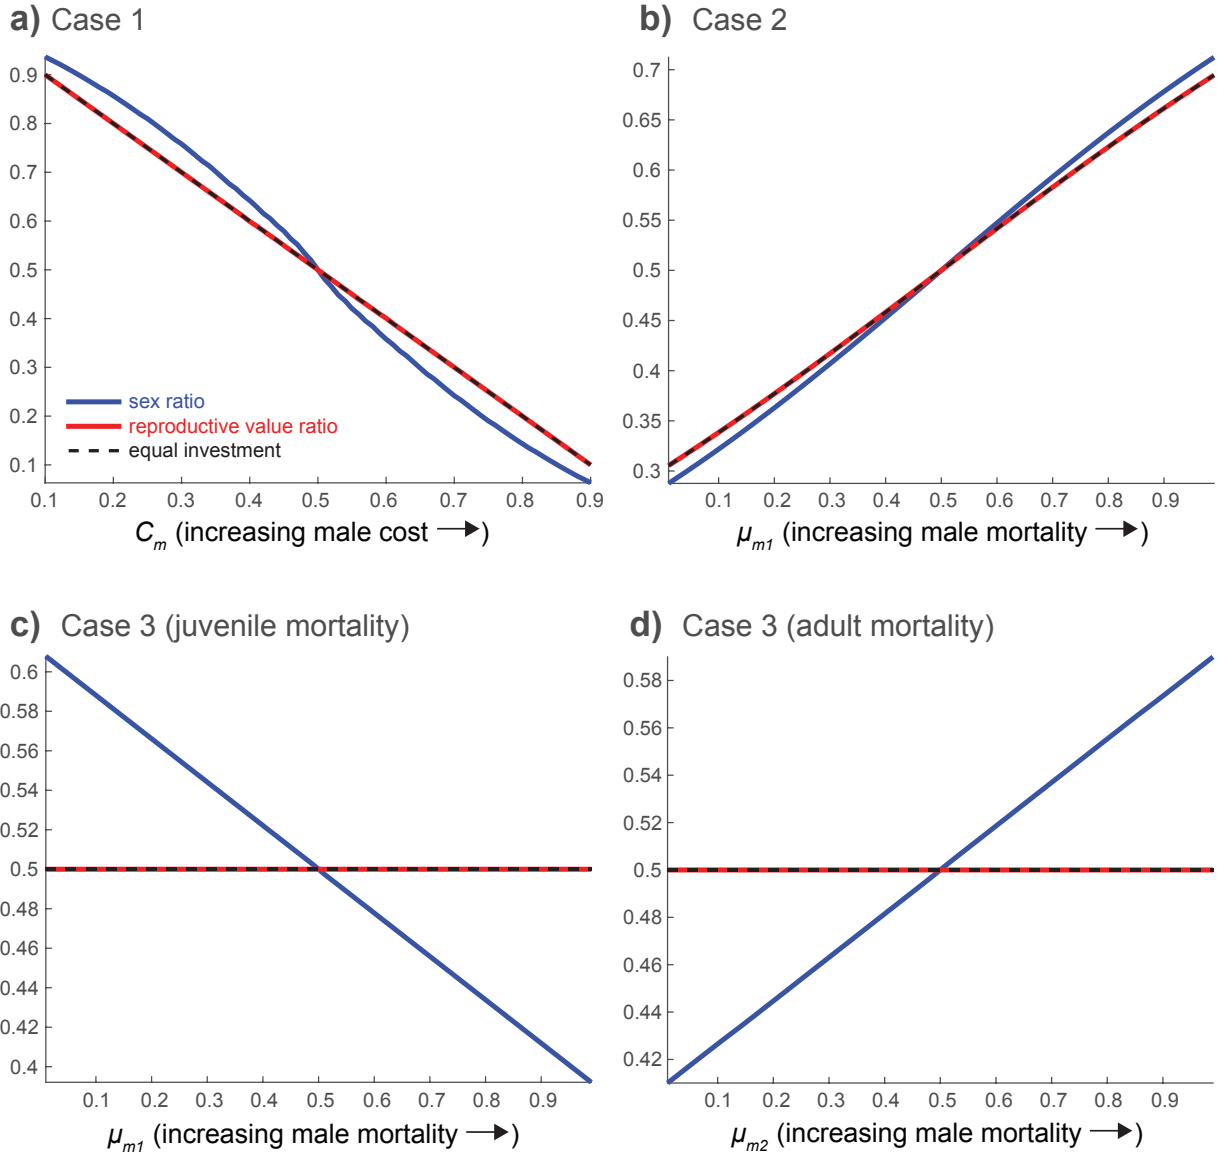 a) Case 1
0.9
0.8
0.7
0.6
0.5
0.4
0.3
0.2
0.1
sex ratio
reproductive value ratio
equal investment
0.1 0.2 0.3 0.4 0.5 0.6 0.7 0.8 0.9
C_m (increasing male cost →)
b) Case 2
0.7
0.65
0.6
0.55
0.5
0.45
0.4
0.35
0.3
0.1 0.2 0.3 0.4 0.5 0.6 0.7 0.8 0.9
μ_m1 (increasing male mortality →)
c) Case 3 (juvenile mortality)
0.6
0.58
0.56
0.54
0.52
0.5
0.48
0.46
0.44
0.42
0.4
0.1 0.2 0.3 0.4 0.5 0.6 0.7 0.8 0.9
μ_m1 (increasing male mortality →)
d) Case 3 (adult mortality)
0.58
0.56
0.54
0.52
0.5
0.48
0.46
0.44
0.42
0.1 0.2 0.3 0.4 0.5 0.6 0.7 0.8 0.9
μ_m2 (increasing male mortality →)